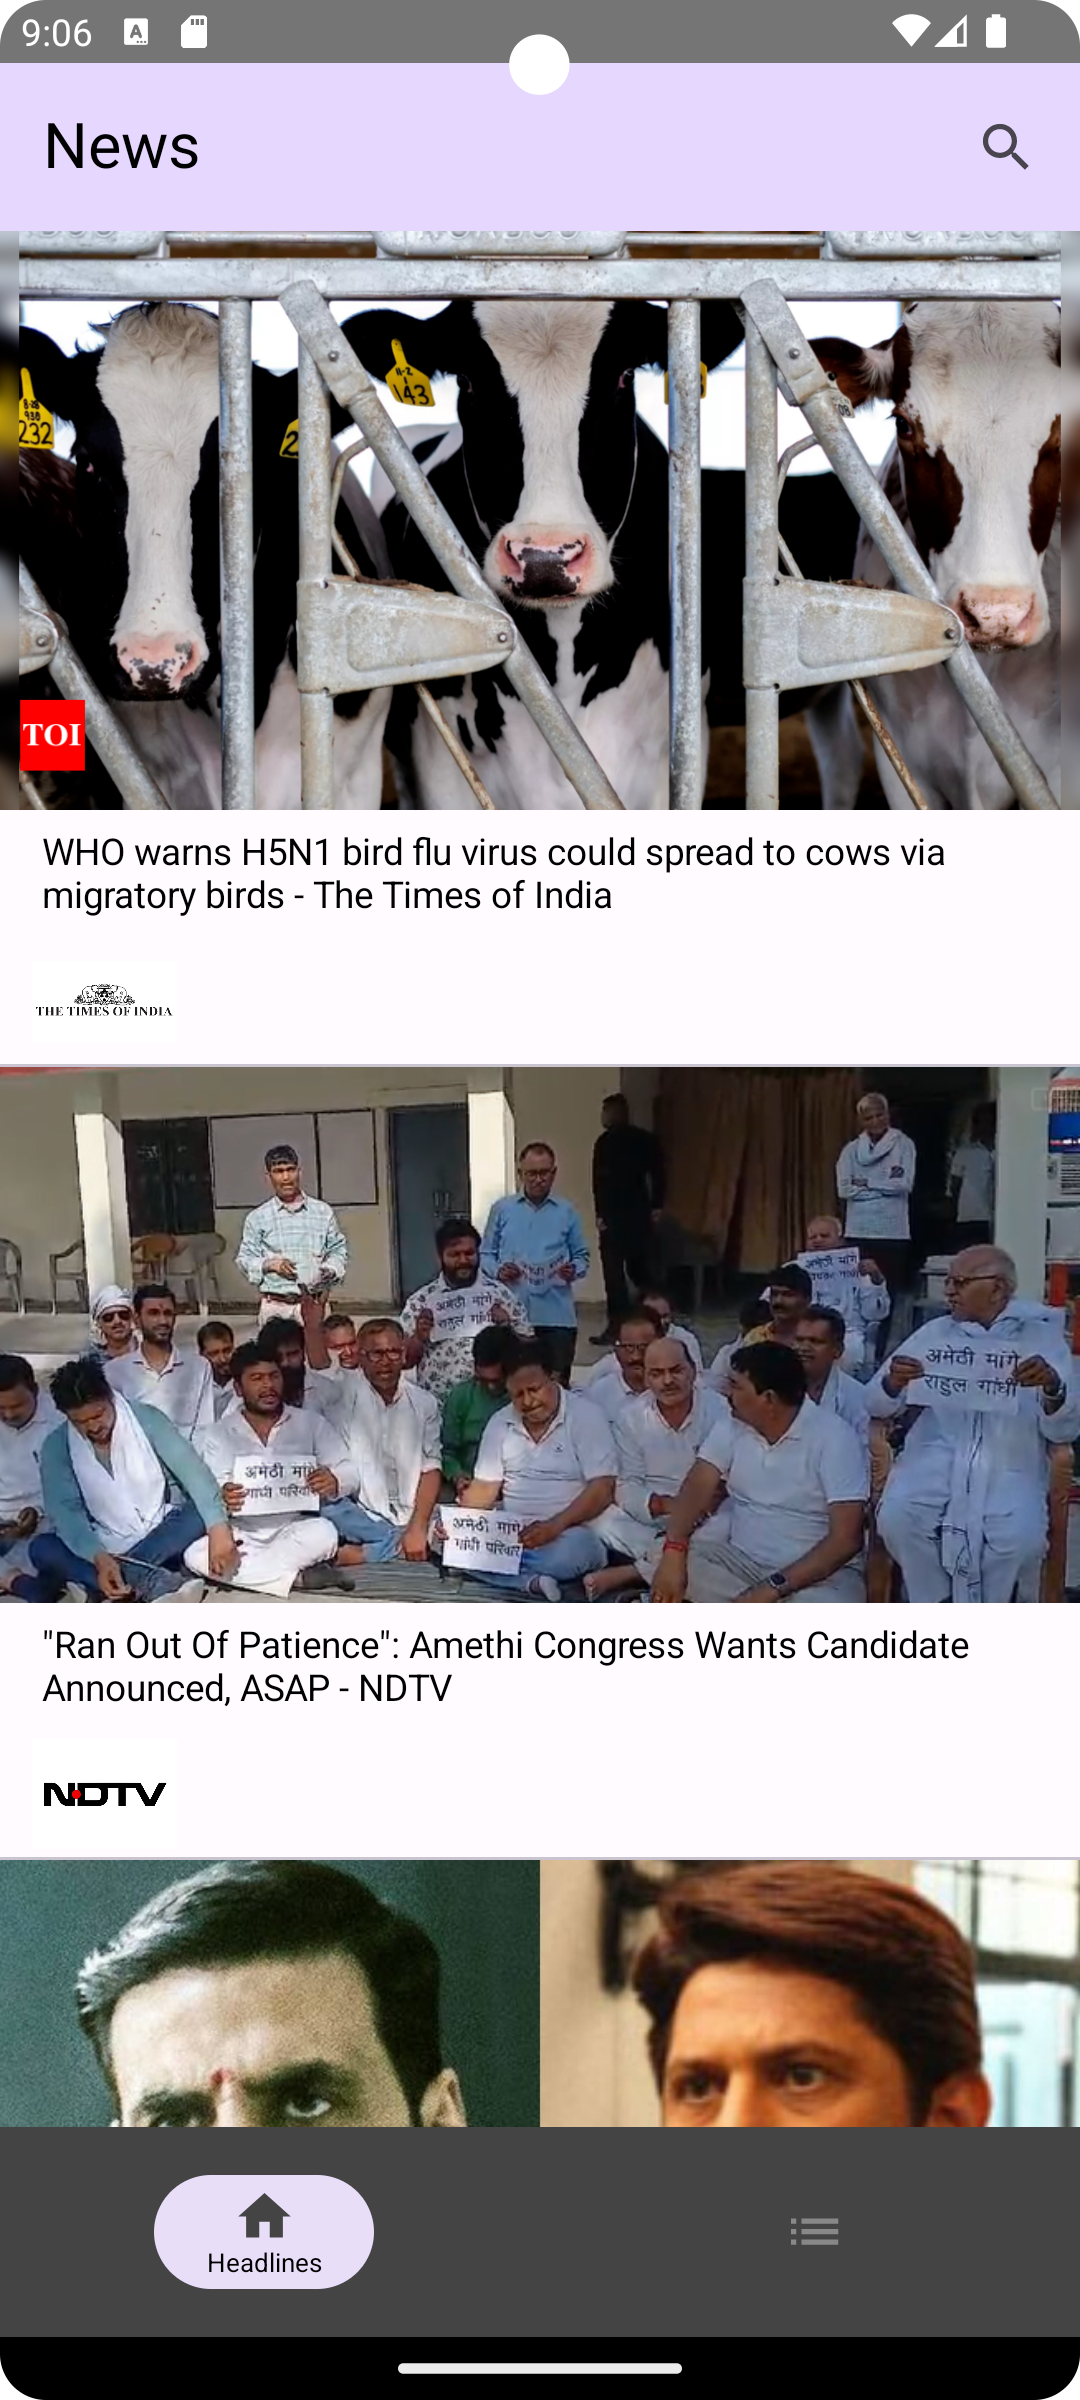 9:06
News
143
232
TOI
WHO warns H5N1 bird flu virus could spread to cows via
migratory birds - The Times of India
THE TIMES OF INDIA
अमेठी मांगे
राहुल गांधी
अमेठी मांगे
गांधी परिवार
अमेठी मांगे
गांधी परिवार
"Ran Out Of Patience": Amethi Congress Wants Candidate
Announced, ASAP - NDTV
NDTV
Headlines